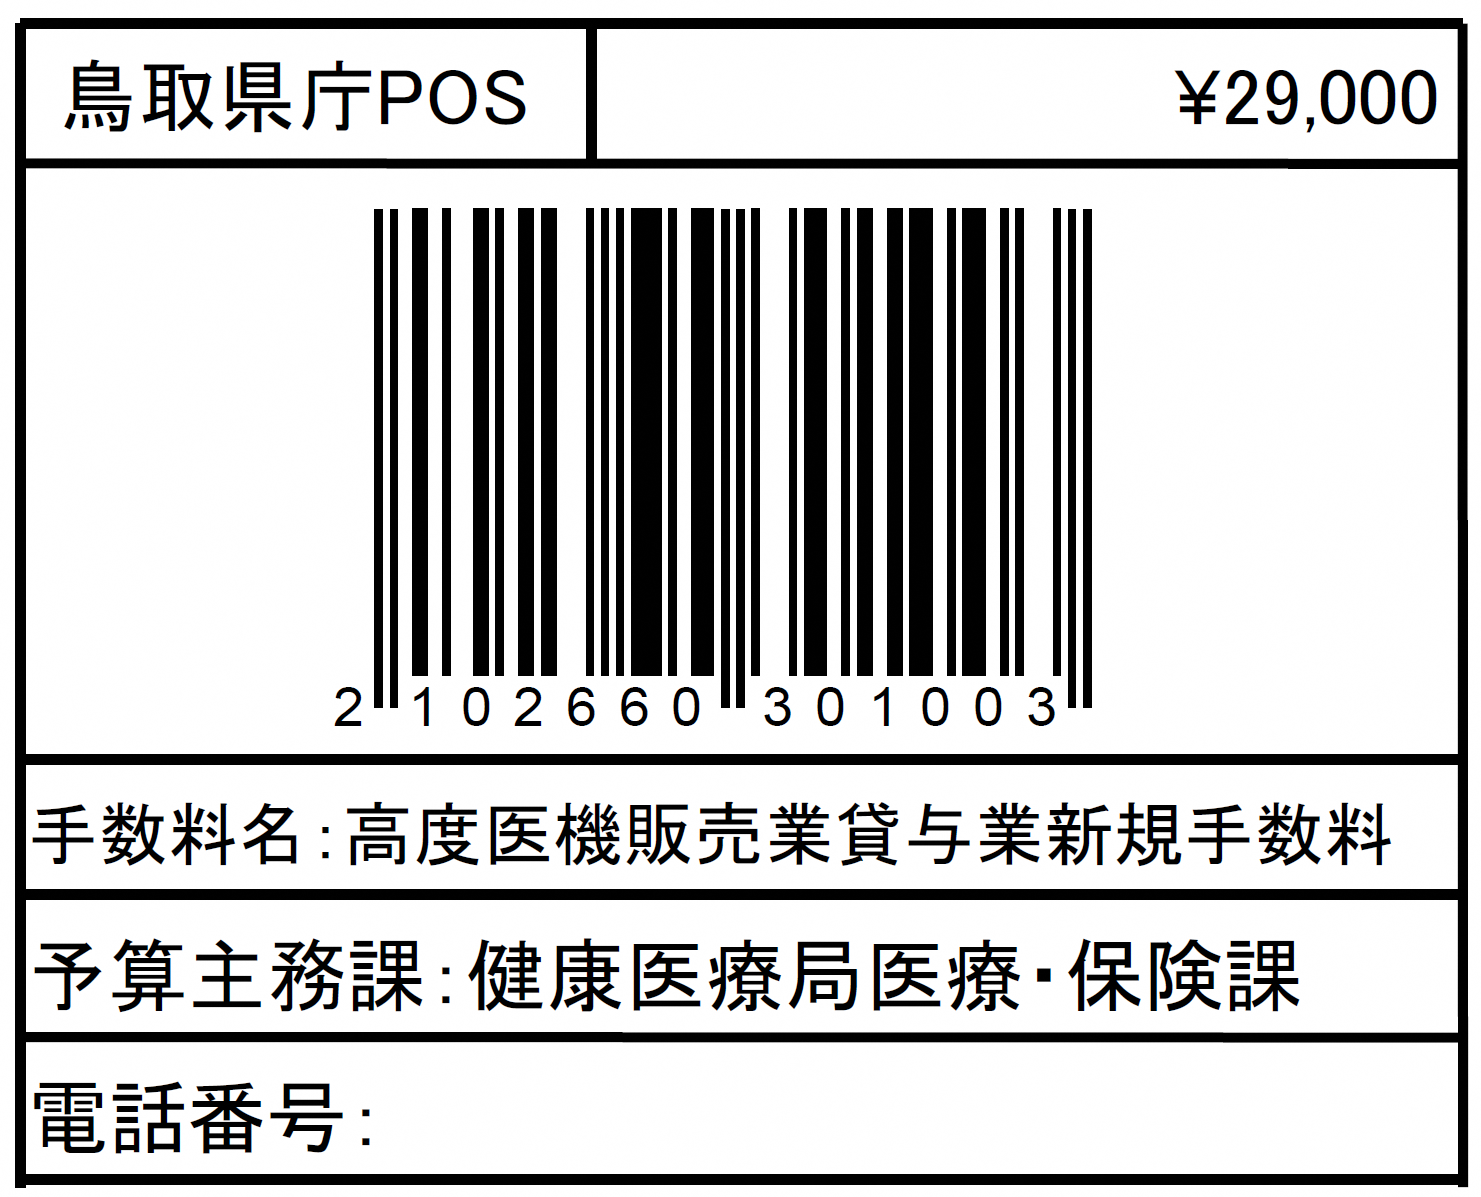 鳥取県庁POS ¥29,000
2 102660 301003
手数料名:高度医機販売業貸与業新規手数料
予算主務課:健康医療局医療・保険課
電話番号: